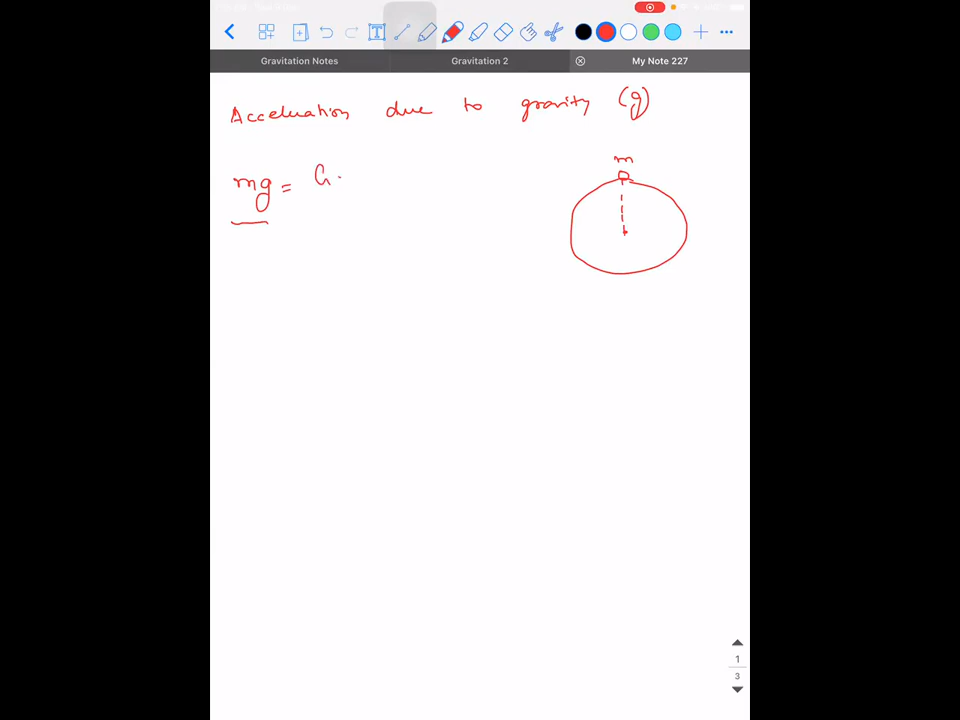 Gravitation Notes
Gravitation 2
My Note 227
Acceleration due to gravity (g)
m
mg = G.
1
3